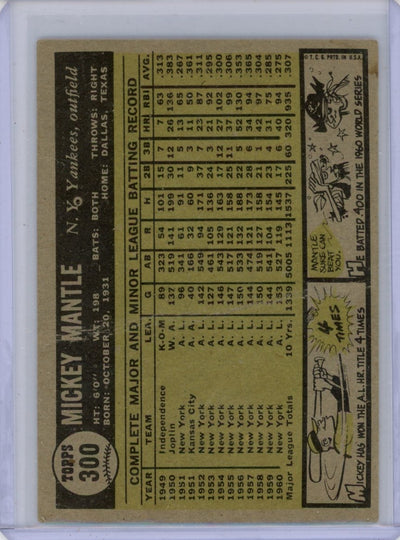 TOPPS
300
MICKEY MANTLE
N. Y. Yankees, outfield
HT: 6'0" WT: 198 BATS: BOTH THROWS: RIGHT
BORN: OCTOBER 20, 1931 HOME: DALLAS, TEXAS
COMPLETE MAJOR AND MINOR LEAGUE BATTING RECORD
YEAR TEAM LEA. G AB R H 2B 3B HR RBI AVG.
1949 Independence K-O-M 89 323 54 101 15 7 7 63 .313
1950 Joplin W. A. 137 519 141 199 30 12 26 136 .383
1951 New York A. L. 96 341 61 91 11 5 13 65 .267
1951 Kansas City A. A. 40 166 32 60 9 3 11 50 .361
1952 New York A. L. 142 549 94 171 37 7 23 87 .311
1953 New York A. L. 127 461 105 136 24 3 21 92 .295
1954 New York A. L. 146 543 129 163 17 12 27 102 .300
1955 New York A. L. 147 517 121 158 25 11 37 99 .306
1956 New York A. L. 150 533 132 188 22 5 52 130 .353
1957 New York A. L. 144 474 121 173 28 6 34 94 .365
1958 New York A. L. 150 519 127 158 21 1 42 97 .304
1959 New York A. L. 144 541 104 154 23 4 31 75 .285
1960 New York A. L. 153 527 119 145 17 6 40 94 .275
Major League Totals 10 Yrs. 1339 5005 1113 1537 225 60 320 935 .307
4 TIMES
MICKEY HAS WON THE A.L. HR. TITLE 4 TIMES
MANTLE SURE CAN BEAT YOU.
HE BATTED .400 IN THE 1960 WORLD SERIES
© T. C. G. PRTD. IN U.S.A.